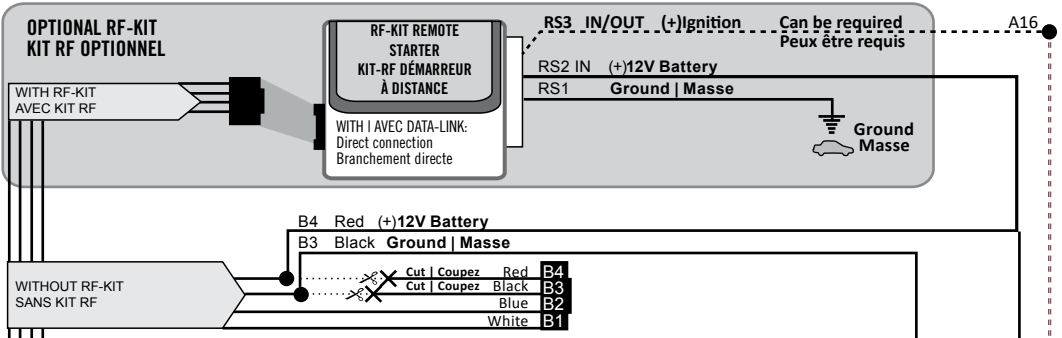 OPTIONAL RF-KIT
KIT RF OPTIONNEL
RF-KIT REMOTE
STARTER
KIT-RF DÉMARREUR
À DISTANCE
WITH | AVEC DATA-LINK:
Direct connection
Branchement directe
WITH RF-KIT
AVEC KIT RF
RS3 IN/OUT (+)Ignition Can be required
Peux être requis
A16
RS2 IN (+)12V Battery
RS1 Ground | Masse
Ground
Masse
B4 Red (+)12V Battery
B3 Black Ground | Masse
WITHOUT RF-KIT
SANS KIT RF
Cut | Coupez Red B4
Cut | Coupez Black B3
Blue B2
White B1